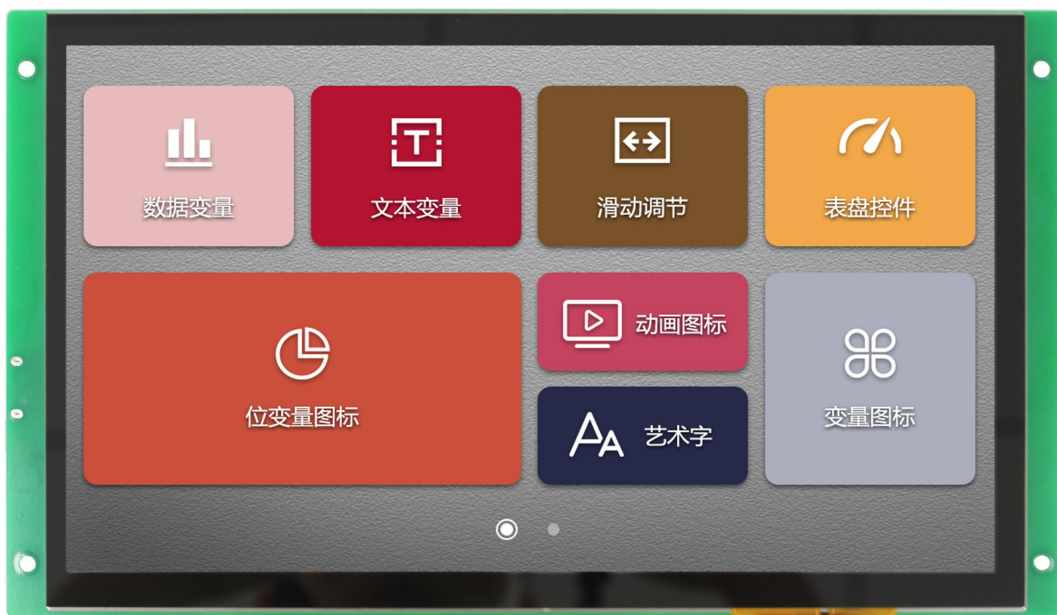 数据变量
文本变量
滑动调节
表盘控件
位变量图标
动画图标
艺术字
变量图标